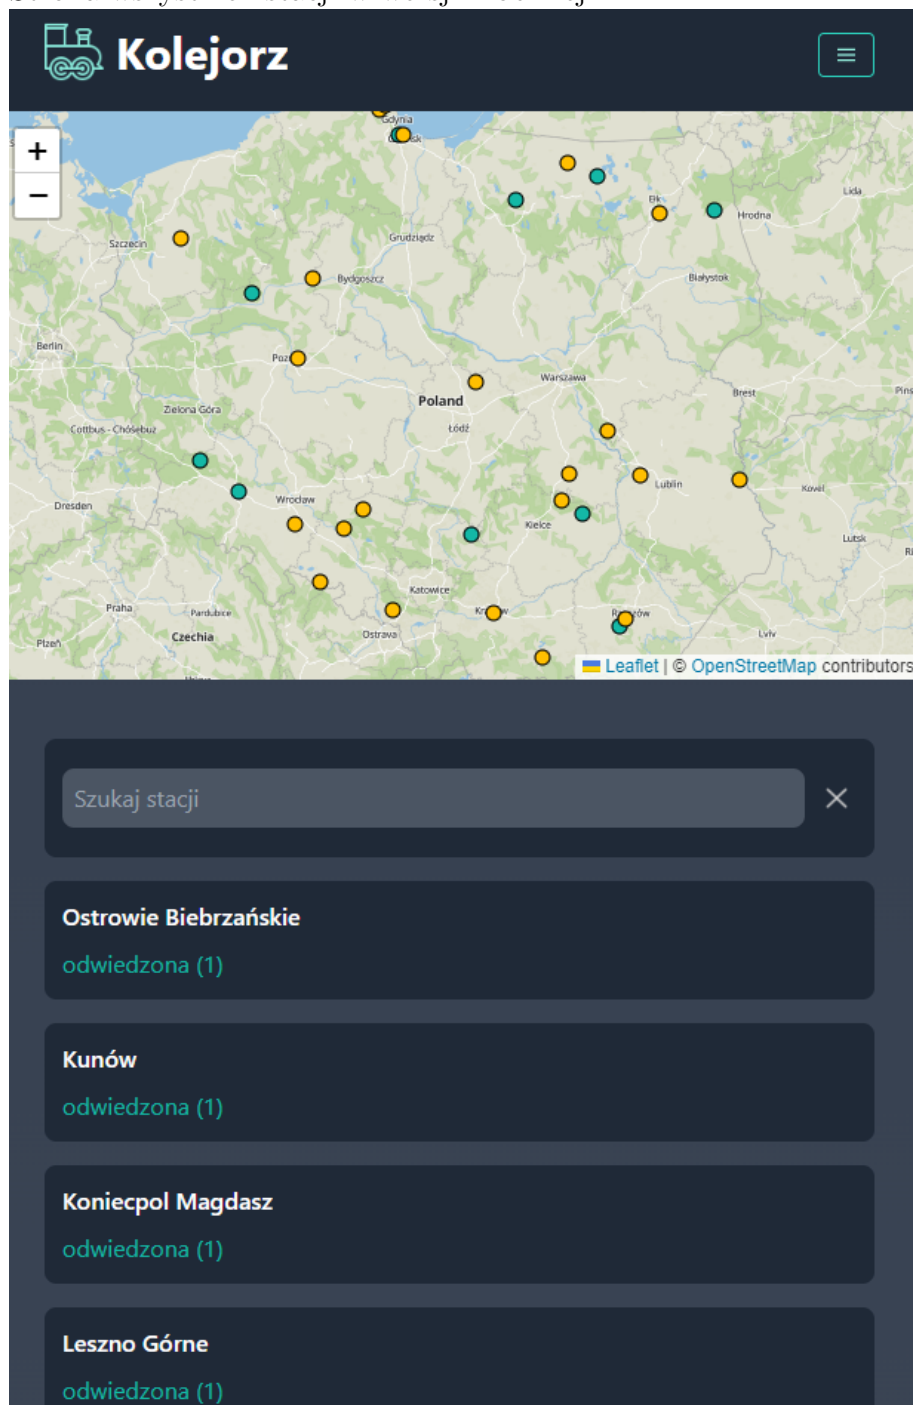 Kolejorz
+
−
Gdynia
Lida
Ełk
Hrodna
Grudziądz
Szczecin
Bydgoszcz
Białystok
Berlin
Warszawa
Poland
Brest
Pins
Zielona Góra
Cottbus - Chóśebuz
Łódź
Lublin
Kovel
Wrocław
Dresden
Kielce
Lutsk
Katowice
Praha
Pardubice
Plzeň
Czechia
Ostrava
Lviv
Leaflet | © OpenStreetMap contributors
Szukaj stacji
Ostrowie Biebrzańskie
odwiedzona (1)
Kunów
odwiedzona (1)
Koniecpol Magdasz
odwiedzona (1)
Leszno Górne
odwiedzona (1)